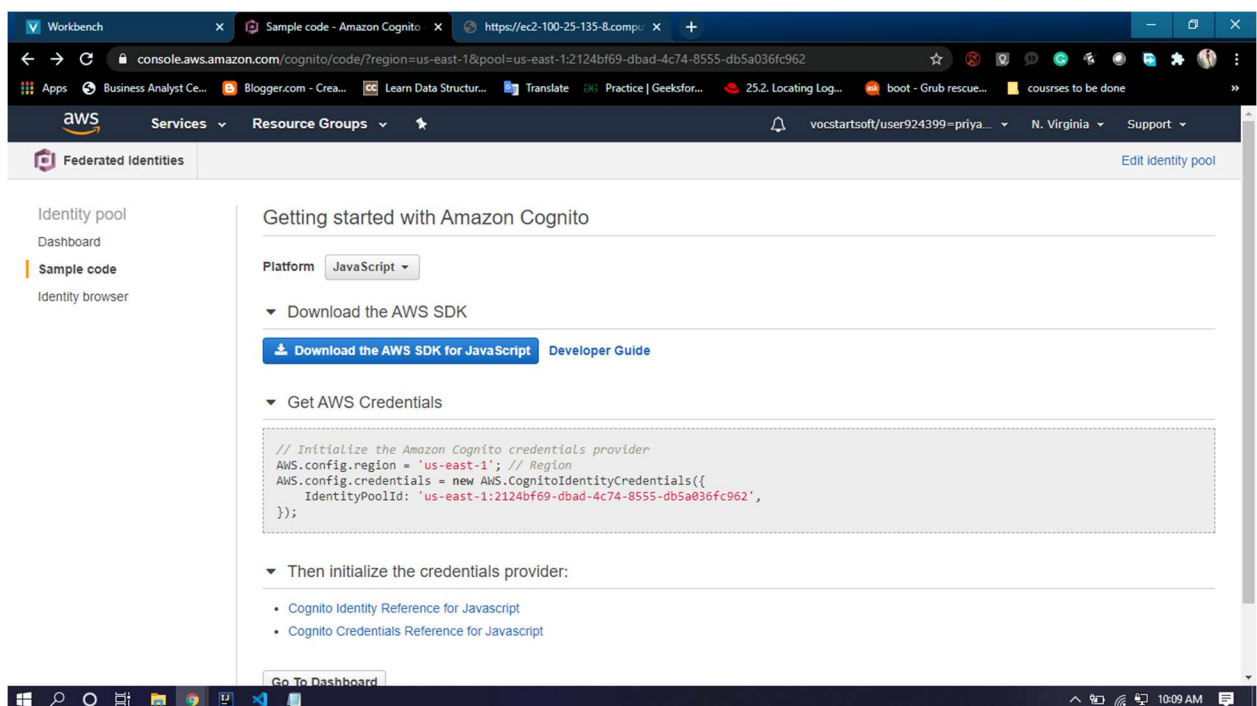 Workbench
Sample code - Amazon Cognito
https://ec2-100-25-135-8.compu
console.aws.amazon.com/cognito/code/?region=us-east-1&pool=us-east-1:2124bf69-dbad-4c74-8555-db5a036fc962
Apps Business Analyst Ce... Blogger.com - Crea... CC Learn Data Structur... Translate Practice | Geeksfor... 25.2. Locating Log... ask boot - Grub rescue... cousrses to be done »
aws Services Resource Groups vocstartsoft/user924399=priya... N. Virginia Support
Federated Identities Edit identity pool
Identity pool
Dashboard
Sample code
Identity browser
Getting started with Amazon Cognito
Platform JavaScript
Download the AWS SDK
Download the AWS SDK for JavaScript Developer Guide
Get AWS Credentials
// Initialize the Amazon Cognito credentials provider
AWS.config.region = 'us-east-1'; // Region
AWS.config.credentials = new AWS.CognitoIdentityCredentials({
IdentityPoolId: 'us-east-1:2124bf69-dbad-4c74-8555-db5a036fc962',
});
Then initialize the credentials provider:
• Cognito Identity Reference for Javascript
• Cognito Credentials Reference for Javascript
Go To Dashboard
10:09 AM